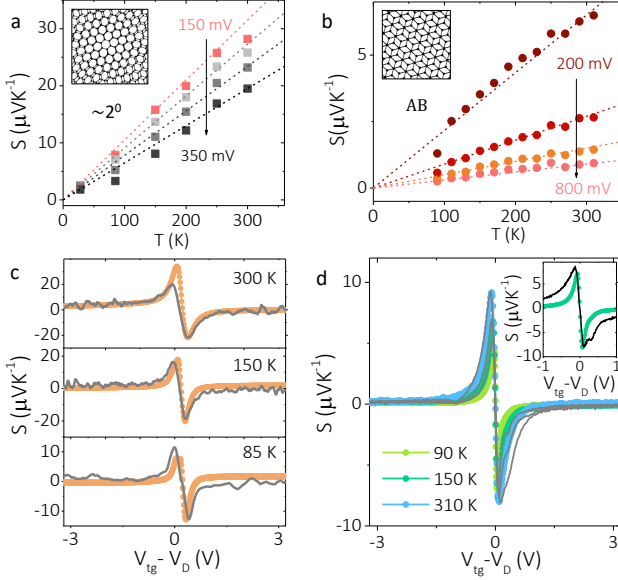 a
30
20
10
0
S (µVK⁻¹)
~2⁰
150 mV
350 mV
0 100 200 300
T (K)
b
5
0
S(µVK⁻¹)
AB
200 mV
800 mV
0 100 200 300
T (K)
c
20
0
-20
300 K
20
0
-20
150 K
10
0
-10
85 K
S (µVK⁻¹)
-3 0 3
V_tg-V_D (V)
d
10
0
-10
S (µVK⁻¹)
90 K
150 K
310 K
-3 0 3
V_tg-V_D (V)
10
5
0
-5
-10
S (µVK⁻¹)
-1 0 1
V_tg-V_D (V)